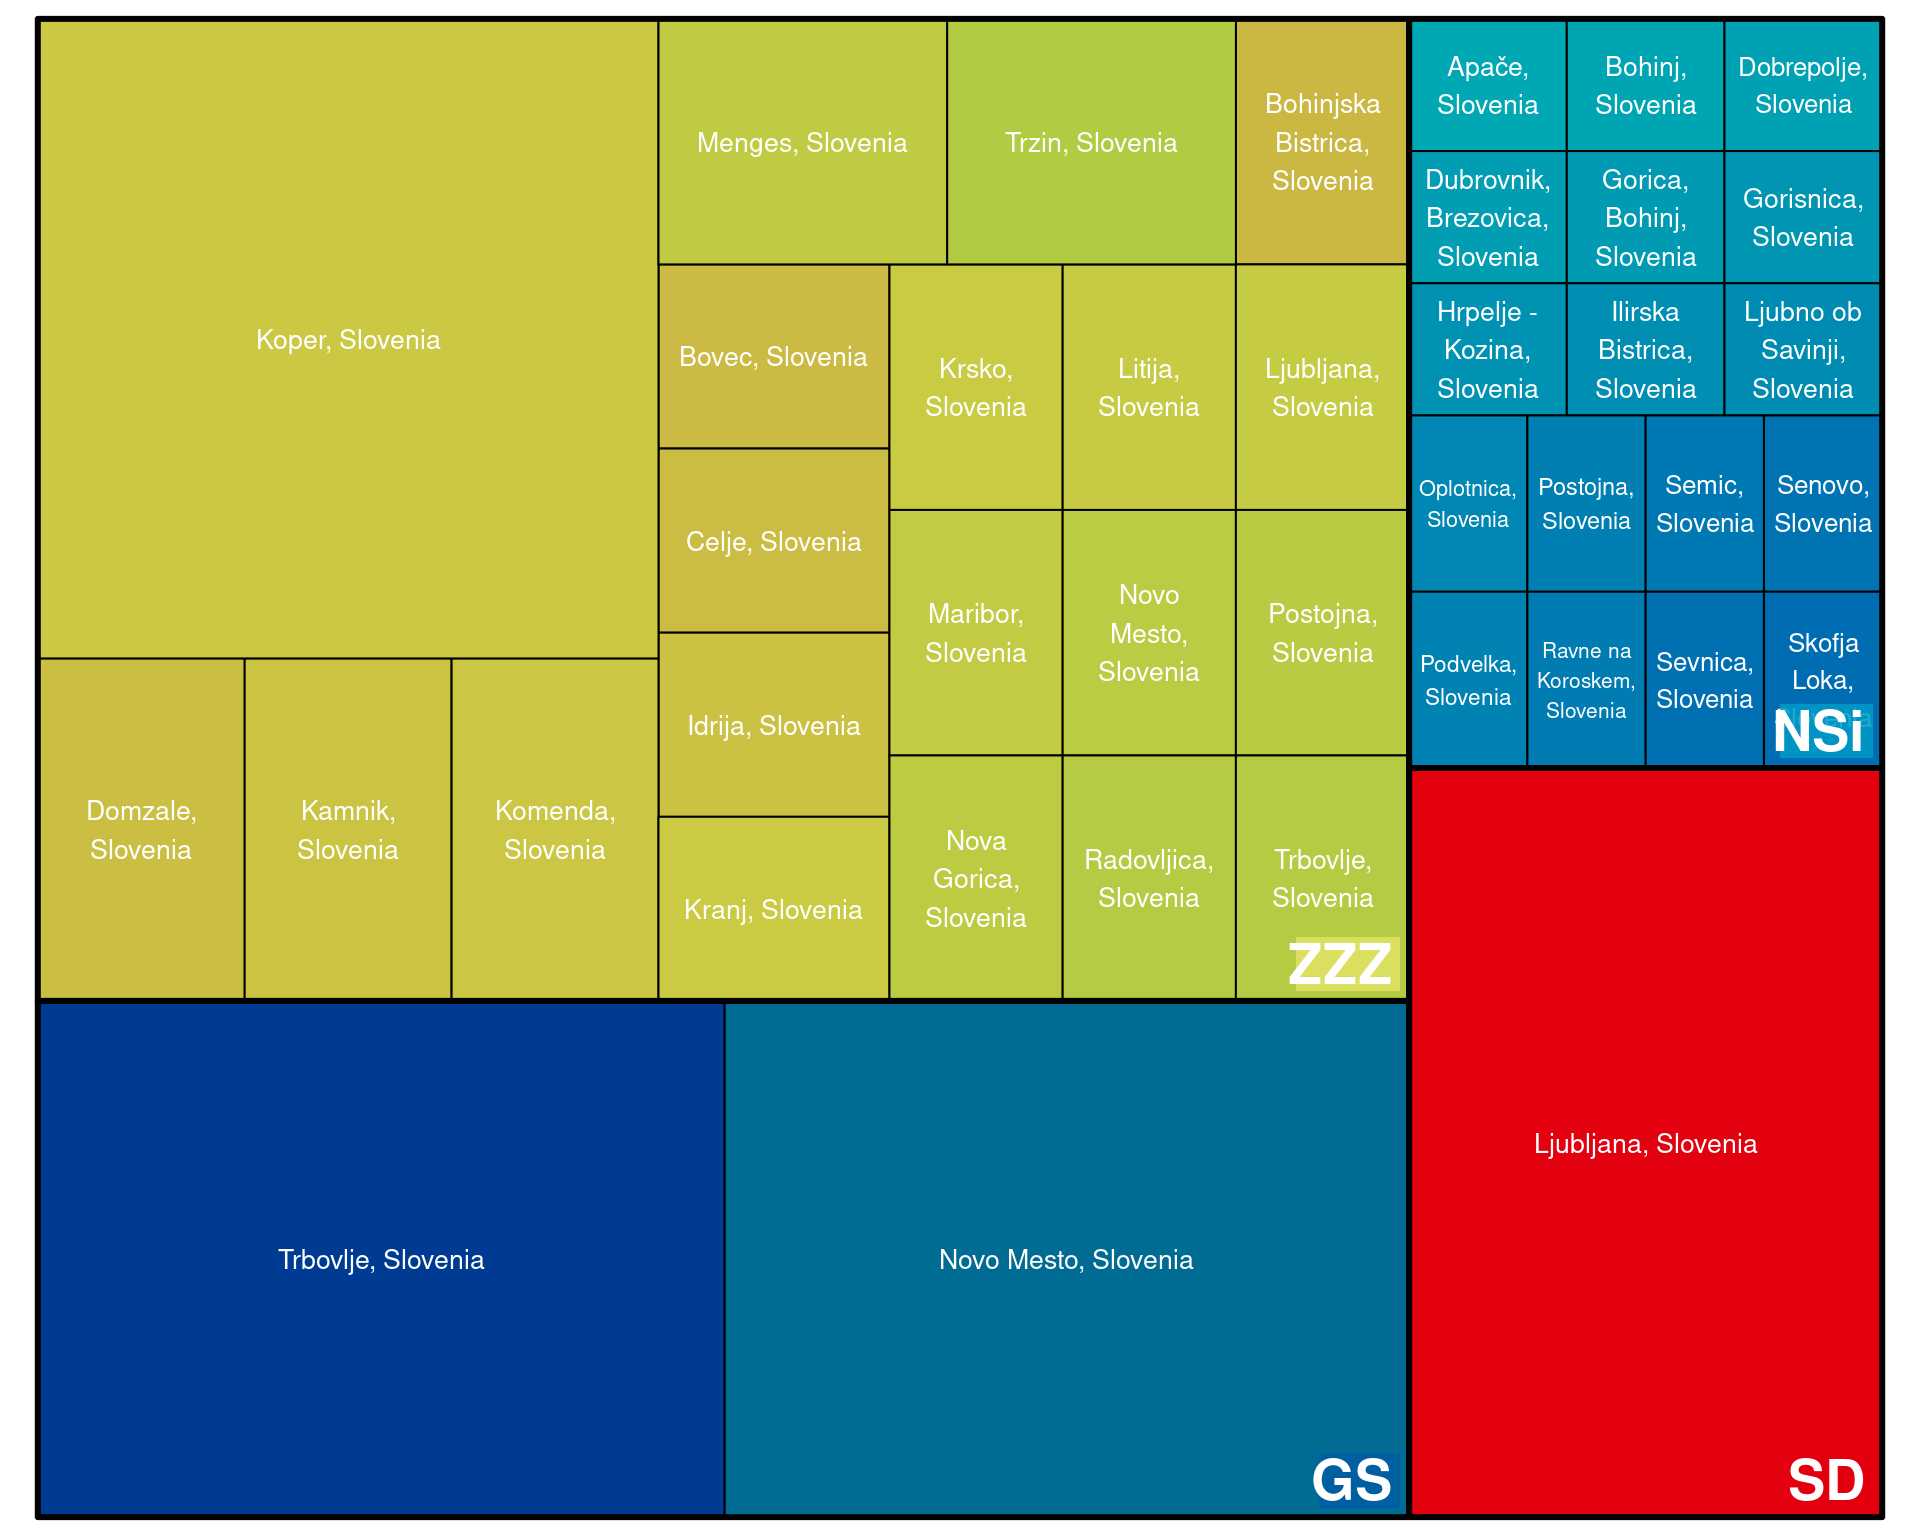 Koper, Slovenia
Menges, Slovenia
Trzin, Slovenia
Bohinjska
Bistrica,
Slovenia
Bovec, Slovenia
Celje, Slovenia
Idrija, Slovenia
Kranj, Slovenia
Krsko,
Slovenia
Litija,
Slovenia
Ljubljana,
Slovenia
Maribor,
Slovenia
Novo
Mesto,
Slovenia
Postojna,
Slovenia
Nova
Gorica,
Slovenia
Radovljica,
Slovenia
Trbovlje,
Slovenia
Domzale,
Slovenia
Kamnik,
Slovenia
Komenda,
Slovenia
ZZZ
Apače,
Slovenia
Bohinj,
Slovenia
Dobrepolje,
Slovenia
Dubrovnik,
Brezovica,
Slovenia
Gorica,
Bohinj,
Slovenia
Gorisnica,
Slovenia
Hrpelje -
Kozina,
Slovenia
Ilirska
Bistrica,
Slovenia
Ljubno ob
Savinji,
Slovenia
Oplotnica,
Slovenia
Postojna,
Slovenia
Semic,
Slovenia
Senovo,
Slovenia
Podvelka,
Slovenia
Ravne na
Koroskem,
Slovenia
Sevnica,
Slovenia
Skofja
Loka,
NSi
Trbovlje, Slovenia
Novo Mesto, Slovenia
GS
Ljubljana, Slovenia
SD